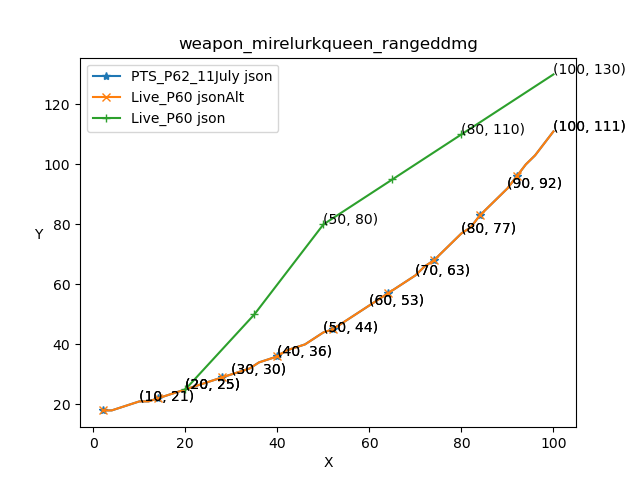 weapon_mirelurkqueen_rangeddmg
PTS_P62_11July json
Live_P60 jsonAlt
Live_P60 json
(100, 130)
(80, 110)
(100, 111)
(90, 92)
(50, 80)
(80, 77)
(70, 63)
(60, 53)
(50, 44)
(40, 36)
(30, 30)
(20, 25)
(10, 21)
120
100
80
60
40
20
Y
0 20 40 60 80 100
X